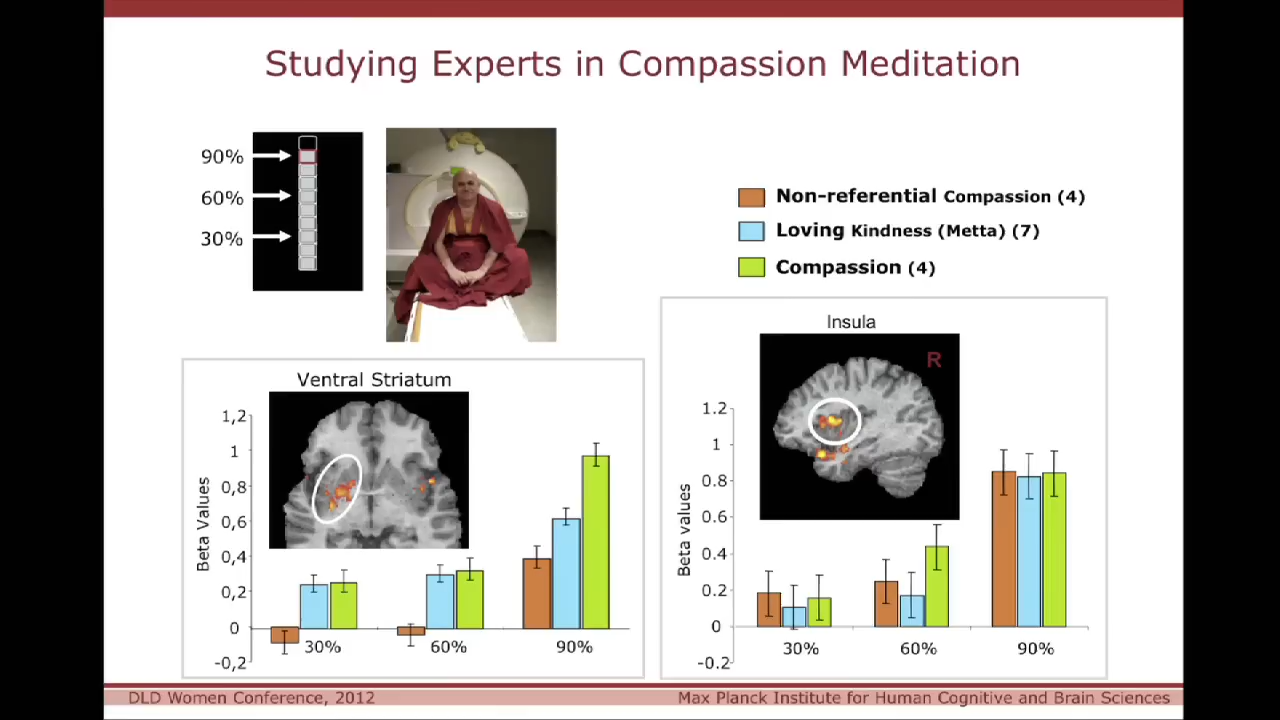 Studying Experts in Compassion Meditation
90%
60%
30%
Non-referential Compassion (4)
Loving Kindness (Metta) (7)
Compassion (4)
Ventral Striatum
1,2
1
0,8
0,6
0,4
0,2
0
-0,2
Beta Values
30%
60%
90%
Insula
R
1.2
1
0.8
0.6
0.4
0.2
0
-0.2
Beta values
30%
60%
90%
DLD Women Conference, 2012
Max Planck Institute for Human Cognitive and Brain Sciences